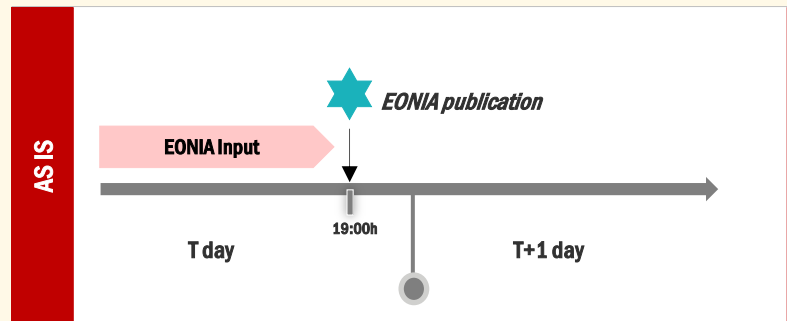 AS IS
EONIA publication
EONIA Input
19:00h
T day
T+1 day